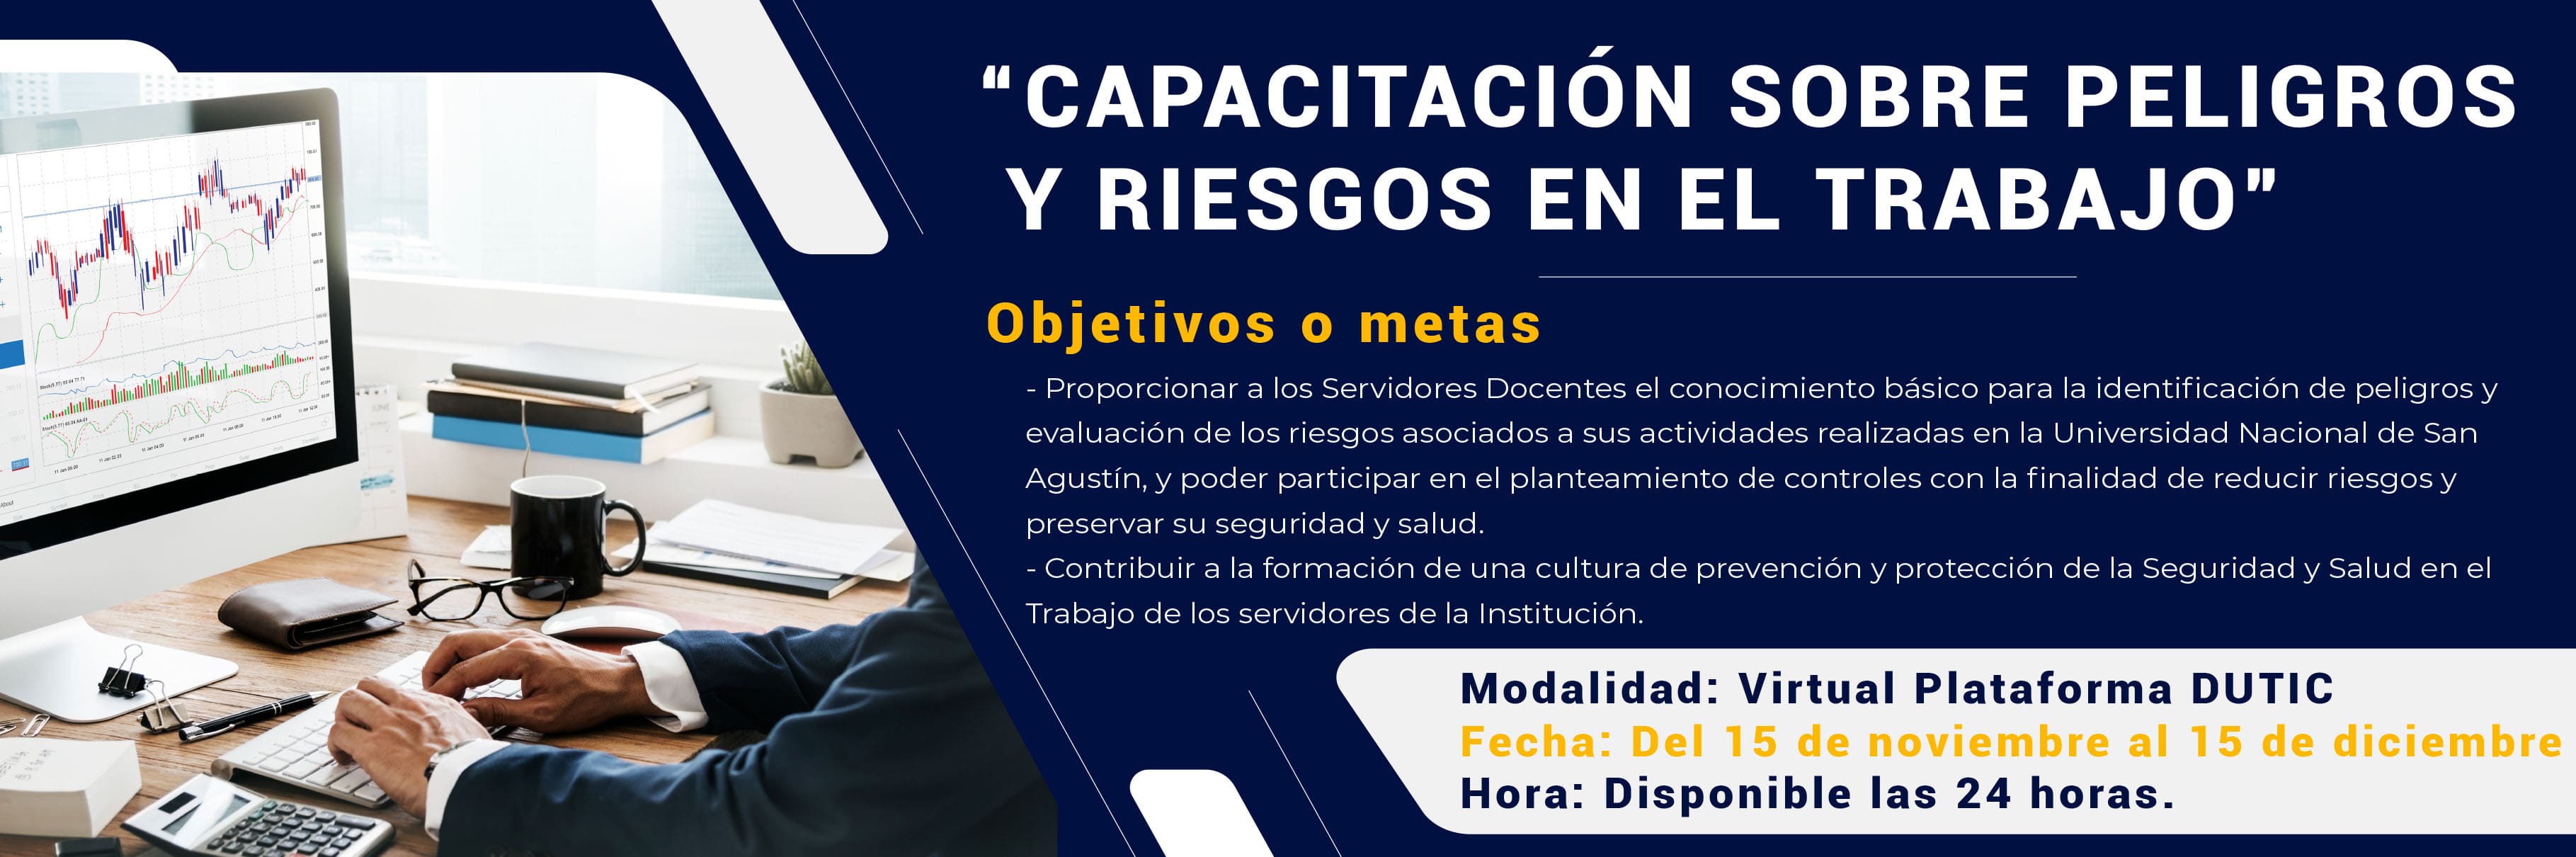 “CAPACITACIÓN SOBRE PELIGROS
Y RIESGOS EN EL TRABAJO”
Objetivos o metas
- Proporcionar a los Servidores Docentes el conocimiento básico para la identificación de peligros y
evaluación de los riesgos asociados a sus actividades realizadas en la Universidad Nacional de San
Agustín, y poder participar en el planteamiento de controles con la finalidad de reducir riesgos y
preservar su seguridad y salud.
- Contribuir a la formación de una cultura de prevención y protección de la Seguridad y Salud en el
Trabajo de los servidores de la Institución.
Modalidad: Virtual Plataforma DUTIC
Fecha: Del 15 de noviembre al 15 de diciembre
Hora: Disponible las 24 horas.